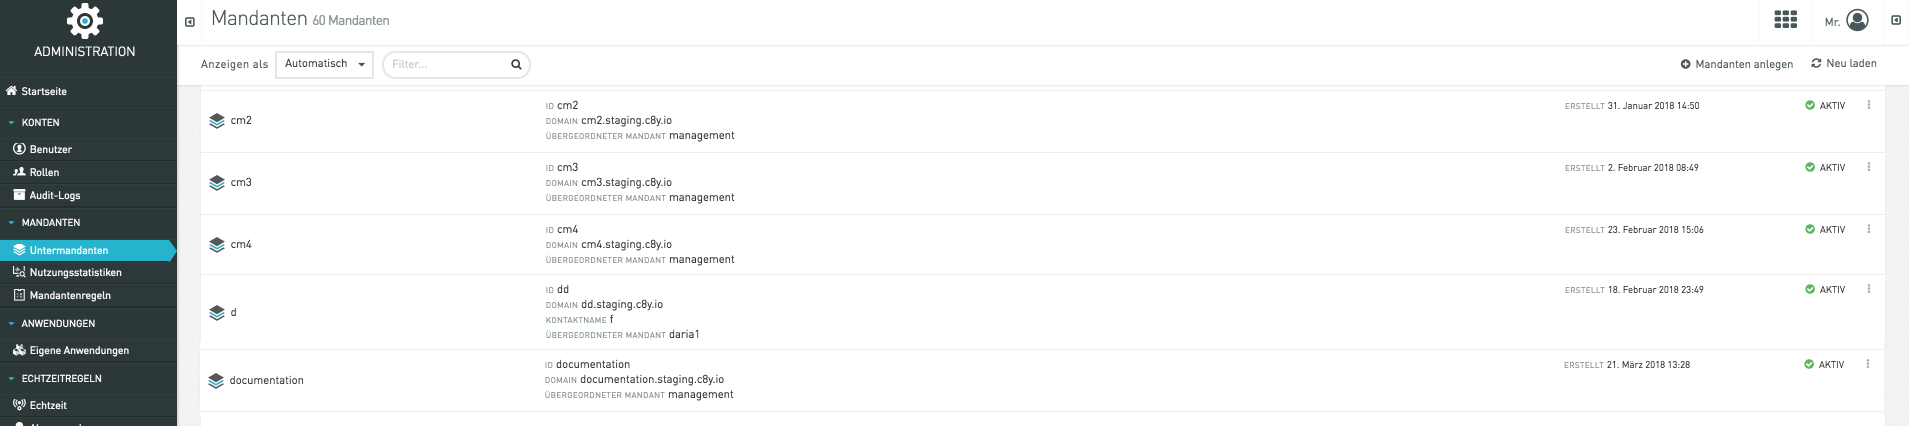 ADMINISTRATION
Startseite
KONTEN
Benutzer
Rollen
Audit-Logs
MANDANTEN
Untermandanten
Nutzungsstatistiken
Mandantenregeln
ANWENDUNGEN
Eigene Anwendungen
ECHTZEITREGELN
Echtzeit
Mandanten 60 Mandanten
Mr.
Anzeigen als Automatisch Filter... Mandanten anlegen Neu laden
cm2
ID cm2
DOMAIN cm2.staging.c8y.io
ÜBERGEORDNETER MANDANT management
ERSTELLT 31. Januar 2018 14:50 AKTIV
cm3
ID cm3
DOMAIN cm3.staging.c8y.io
ÜBERGEORDNETER MANDANT management
ERSTELLT 2. Februar 2018 08:49 AKTIV
cm4
ID cm4
DOMAIN cm4.staging.c8y.io
ÜBERGEORDNETER MANDANT management
ERSTELLT 23. Februar 2018 15:06 AKTIV
d
ID dd
DOMAIN dd.staging.c8y.io
KONTAKTNAME f
ÜBERGEORDNETER MANDANT daria1
ERSTELLT 18. Februar 2018 23:49 AKTIV
documentation
ID documentation
DOMAIN documentation.staging.c8y.io
ÜBERGEORDNETER MANDANT management
ERSTELLT 21. März 2018 13:28 AKTIV